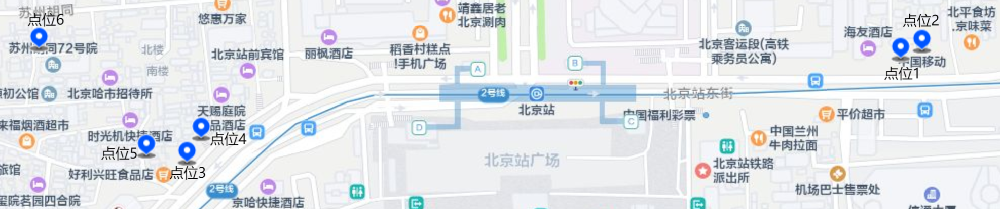 苏州胡同
点位6
苏州胡同72号院
悠惠万家
北楼
南楼
北京站前宾馆
丽枫酒店
稻香村糕点
!手机广场
靖鑫居老
北京涮肉
A
B
北京客运段(高铁
乘务员公寓)
海友酒店
点位2
北平食坊
.京味菜
中国移动
点位1
初公馆
北京哈市招待所
天赐庭院
品酒店
2号线
北京站
北京站东街
来福烟酒超市
时光机快捷酒店
点位4
点位5
D
C
中国福利彩票
平价超市
中国兰州
牛肉拉面
旅馆
好利兴旺食品店
点位3
北京站广场
北京站铁路
派出所
机场巴士售票处
2号线
玺院茗园四合院
京哈快捷酒店